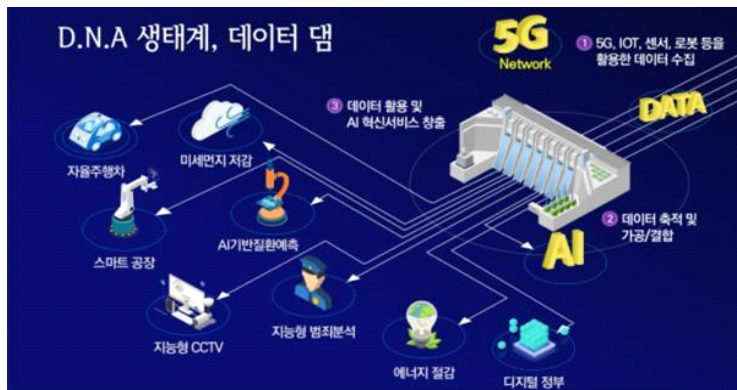 D.N.A 생태계, 데이터 댐
5G
Network
① 5G, IOT, 센서, 로봇 등을
활용한 데이터 수집
DATA
③ 데이터 활용 및
AI 혁신서비스 창출
② 데이터 축적 및
가공/결합
AI
자율주행차
미세먼지 저감
스마트 공장
AI기반질환예측
지능형 CCTV
지능형 범죄분석
에너지 절감
디지털 정부